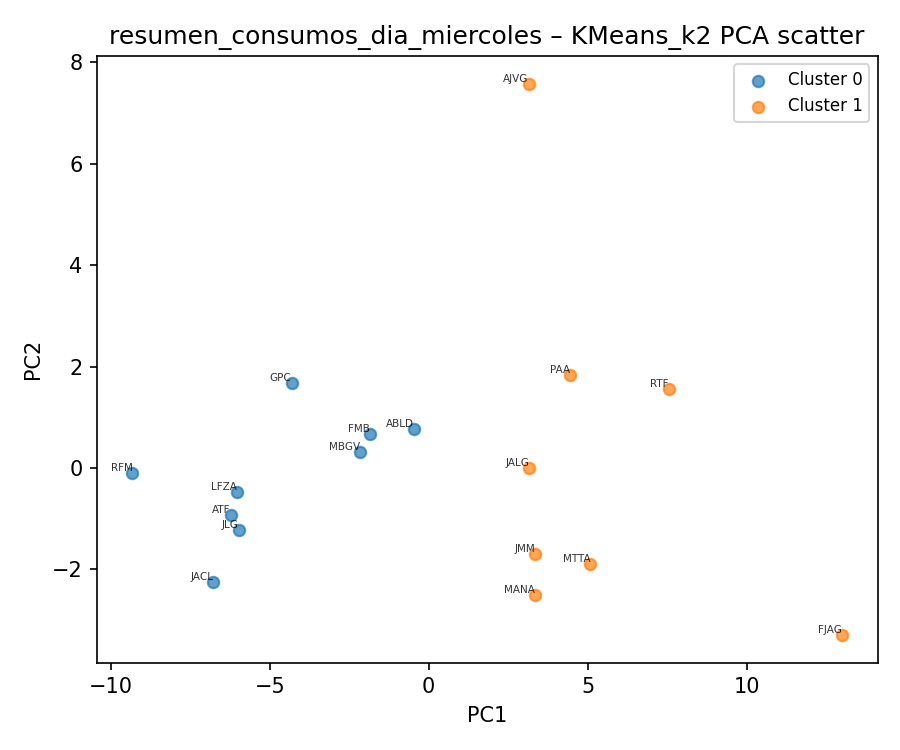 resumen_consumos_dia_miercoles – KMeans_k2 PCA scatter
Cluster 0
Cluster 1
8
6
4
2
0
−2
PC2
AJVG
PAA
RTF
GPC
ABLD
FMB
MBGV
JALG
RFM
LFZA
ATF
JLG
JMM
MTTA
JACL
MANA
FJAG
−10
−5
0
5
10
PC1